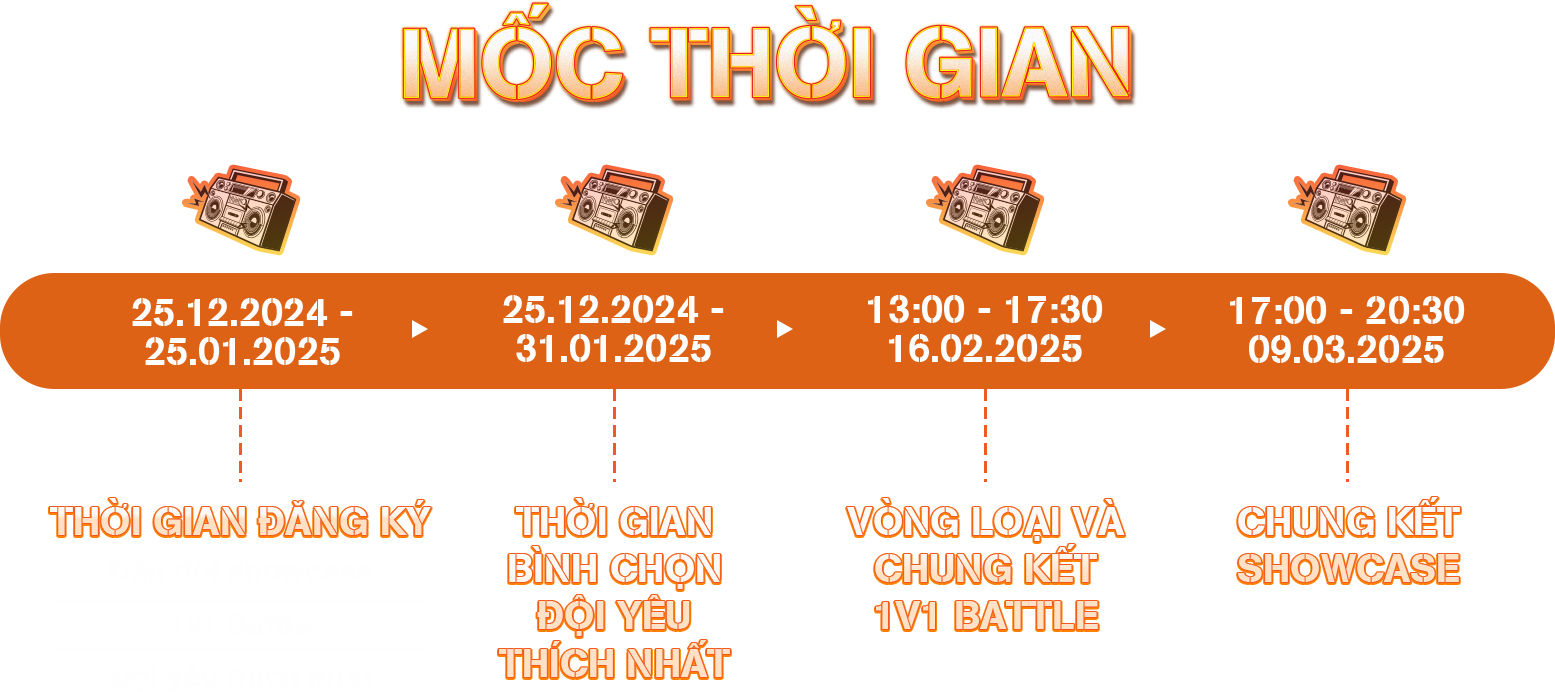 MỐC THỜI GIAN
25.12.2024 -
25.01.2025
25.12.2024 -
31.01.2025
13:00 - 17:30
16.02.2025
17:00 - 20:30
09.03.2025
THỜI GIAN ĐĂNG KÝ
THỜI GIAN
BÌNH CHỌN
ĐỘI YÊU
THÍCH NHẤT
VÒNG LOẠI VÀ
CHUNG KẾT
1V1 BATTLE
CHUNG KẾT
SHOWCASE